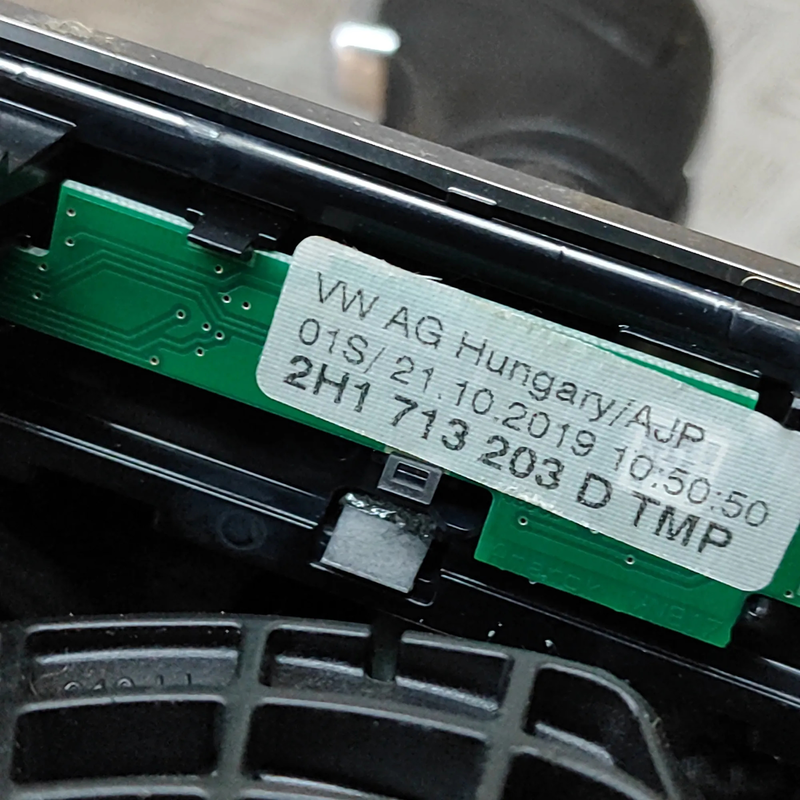 VW AG Hungary/AJP
01S/ 21.10.2019 10:50:50
2H1 713 203 D TMP